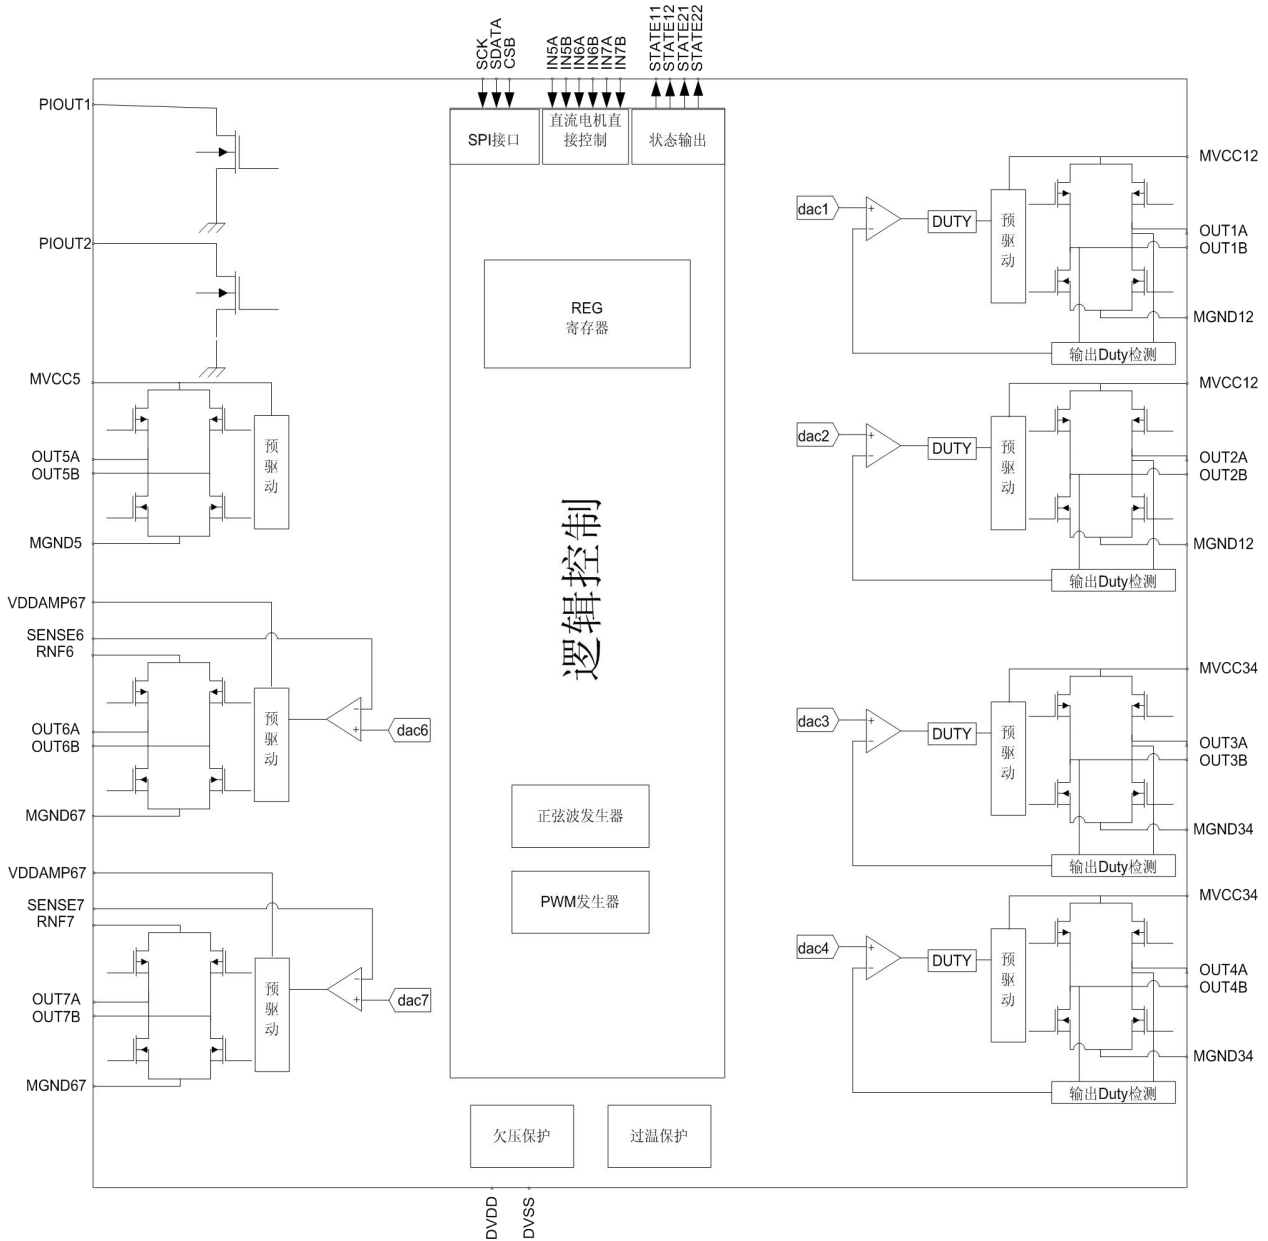 SCK
SDATA
CSB
IN5A
IN5B
IN6A
IN6B
IN7A
IN7B
STATE11
STATE12
STATE21
STATE22
SPI接口
直流电机直
接控制
状态输出
REG
寄存器
逻辑控制
正弦波发生器
PWM发生器
欠压保护
过温保护
DVDD
DVSS
PIOUT1
PIOUT2
MVCC5
OUT5A
OUT5B
MGND5
预
驱
动
VDDAMP67
SENSE6
RNF6
OUT6A
OUT6B
MGND67
预
驱
动
dac6
VDDAMP67
SENSE7
RNF7
OUT7A
OUT7B
MGND67
预
驱
动
dac7
dac1
DUTY
预
驱
动
MVCC12
OUT1A
OUT1B
MGND12
输出Duty检测
dac2
DUTY
预
驱
动
MVCC12
OUT2A
OUT2B
MGND12
输出Duty检测
dac3
DUTY
预
驱
动
MVCC34
OUT3A
OUT3B
MGND34
输出Duty检测
dac4
DUTY
预
驱
动
MVCC34
OUT4A
OUT4B
MGND34
输出Duty检测